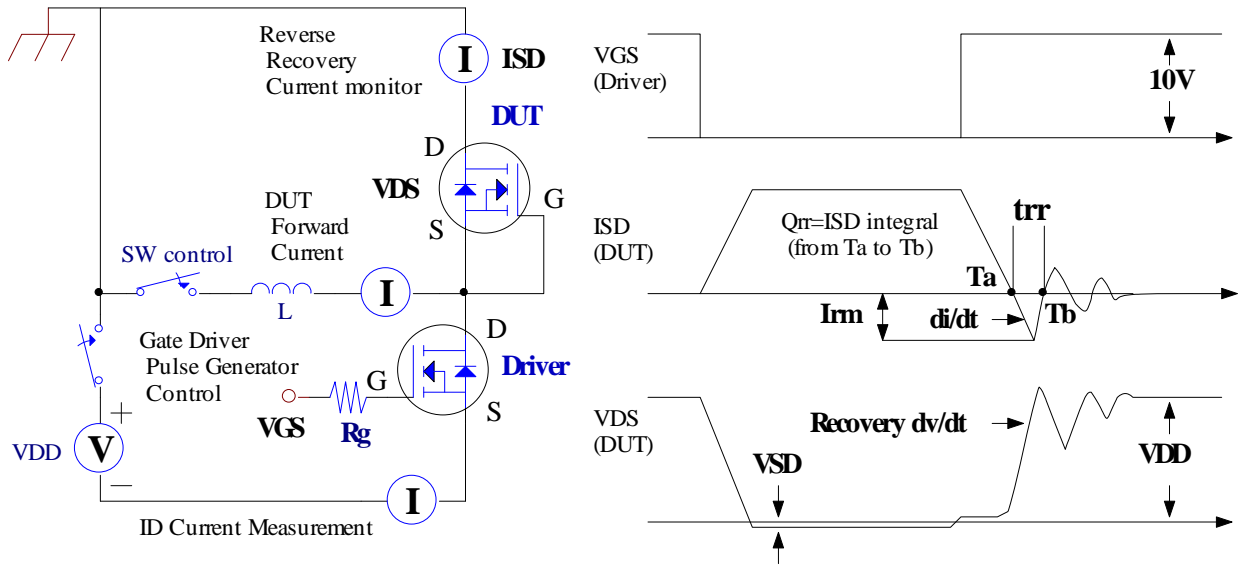 Reverse
Recovery
Current monitor
I
ISD
DUT
D
VDS
G
S
DUT
Forward
Current
SW control
L
I
Gate Driver
Pulse Generator
Control
D
Driver
G
S
VGS
Rg
+
VDD
V
−
I
ID Current Measurement
VGS
(Driver)
10V
ISD
(DUT)
Qrr=ISD integral
(from Ta to Tb)
trr
Ta
Irm
di/dt
Tb
VDS
(DUT)
Recovery dv/dt
VSD
VDD